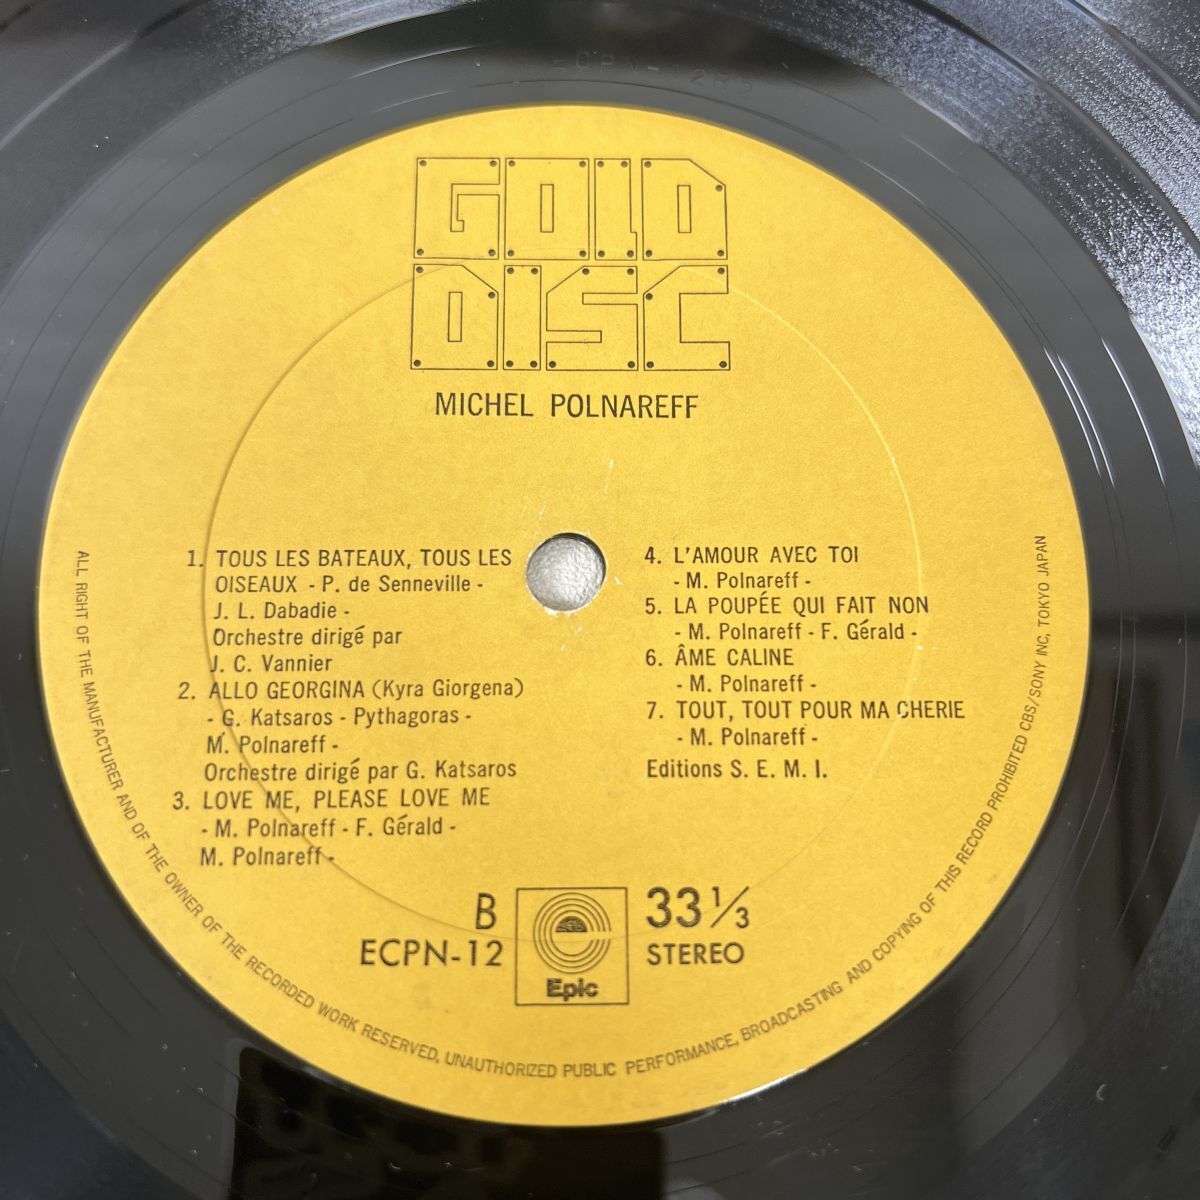 GOLD
DISC
MICHEL POLNAREFF
1. TOUS LES BATEAUX, TOUS LES
OISEAUX - P. de Senneville -
J. L. Dabadie -
Orchestre dirigé par
J. C. Vannier
2. ALLO GEORGINA (Kyra Giorgena)
- G. Katsaros - Pythagoras -
M. Polnareff -
Orchestre dirigé par G. Katsaros
3. LOVE ME, PLEASE LOVE ME
- M. Polnareff - F. Gérald -
M. Polnareff -
4. L'AMOUR AVEC TOI
- M. Polnareff -
5. LA POUPÉE QUI FAIT NON
- M. Polnareff - F. Gérald -
6. ÂME CALINE
- M. Polnareff -
7. TOUT, TOUT POUR MA CHERIE
- M. Polnareff -
Editions S. E. M. I.
B
ECPN-12
Epic
33 1/3
STEREO
ALL RIGHT OF THE MANUFACTURER AND OF THE OWNER OF THE RECORDED WORK RESERVED, UNAUTHORIZED PUBLIC PERFORMANCE, BROADCASTING AND COPYING OF THIS RECORD PROHIBITED CBS/SONY INC, TOKYO JAPAN